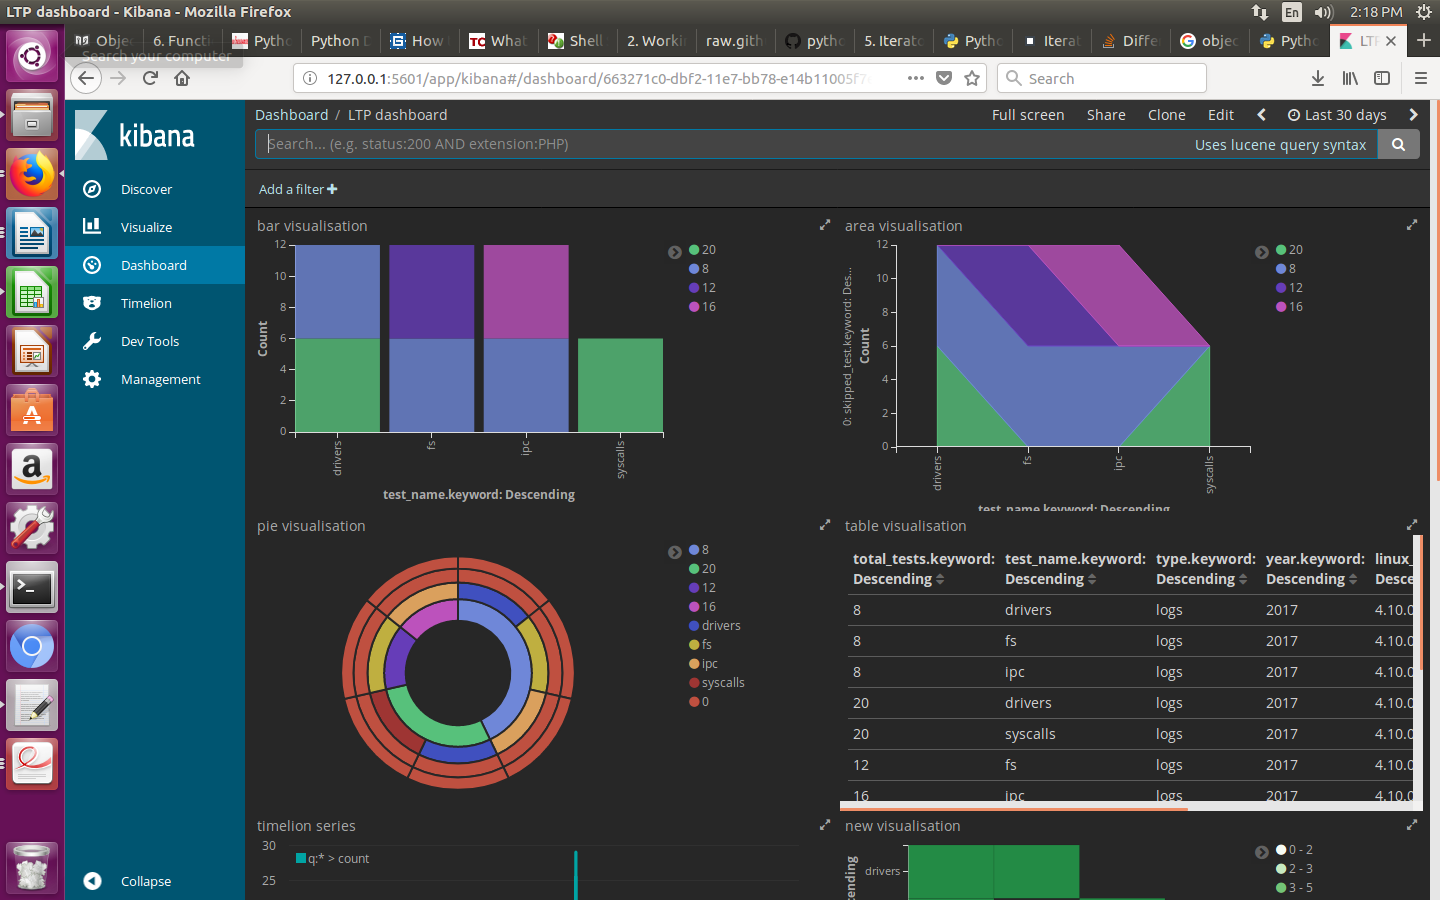 LTP dashboard - Kibana - Mozilla Firefox
En
2:18 PM
Obje
6. Functi
Pytho
Python D
How
What
Shell
2. Workin
raw.gith
pytho
5. Iterato
Pytho
Iterat
Differ
objec
Pytho
LTP
Search your computer
127.0.0.1:5601/app/kibana#/dashboard/663271c0-dbf2-11e7-bb78-e14b11005f7
Search
kibana
Discover
Visualize
Dashboard
Timelion
Dev Tools
Management
Collapse
Dashboard / LTP dashboard
Full screen Share Clone Edit Last 30 days
Search... (e.g. status:200 AND extension:PHP)
Uses lucene query syntax
Add a filter
bar visualisation
12
10
8
6
4
2
0
Count
drivers
fs
ipc
syscalls
test_name.keyword: Descending
20
8
12
16
area visualisation
0: skipped_test.keyword: Des...
Count
12
10
8
6
4
2
0
drivers
fs
ipc
syscalls
test_name.keyword: Descending
20
8
12
16
pie visualisation
8
20
12
16
drivers
fs
ipc
syscalls
0
table visualisation
total_tests.keyword: test_name.keyword: type.keyword: year.keyword: linux_
Descending Descending Descending Descending Desce
8 drivers logs 2017 4.10.0
8 fs logs 2017 4.10.0
8 ipc logs 2017 4.10.0
20 drivers logs 2017 4.10.0
20 syscalls logs 2017 4.10.0
12 fs logs 2017 4.10.0
16 ipc logs 2017 4.10.0
timelion series
30
25
q:* > count
new visualisation
cending
drivers
0 - 2
2 - 3
3 - 5